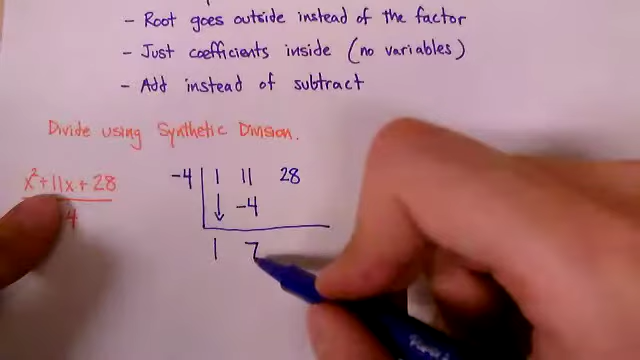 - Root goes outside instead of the factor
- Just coefficients inside (no variables)
- Add instead of subtract
Divide using Synthetic Division.
x²+11x+28
4
-4 1 11 28
↓ -4
1 7